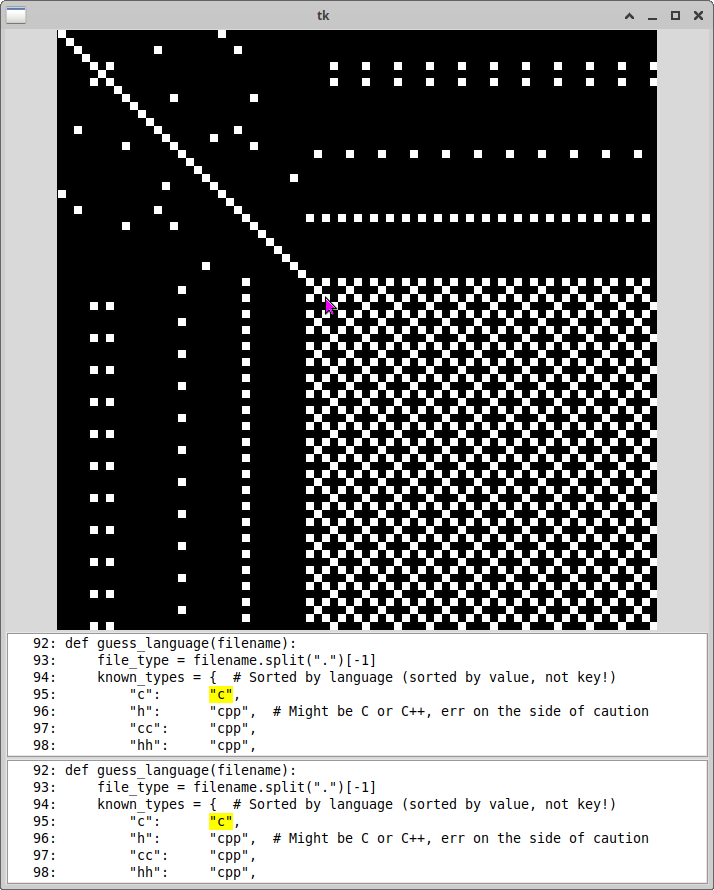 tk
92: def guess_language(filename):
93:     file_type = filename.split(".")[-1]
94:     known_types = {  # Sorted by language (sorted by value, not key!)
95:         "c":      "c",
96:         "h":      "cpp",  # Might be C or C++, err on the side of caution
97:         "cc":     "cpp",
98:         "hh":     "cpp",
92: def guess_language(filename):
93:     file_type = filename.split(".")[-1]
94:     known_types = {  # Sorted by language (sorted by value, not key!)
95:         "c":      "c",
96:         "h":      "cpp",  # Might be C or C++, err on the side of caution
97:         "cc":     "cpp",
98:         "hh":     "cpp",